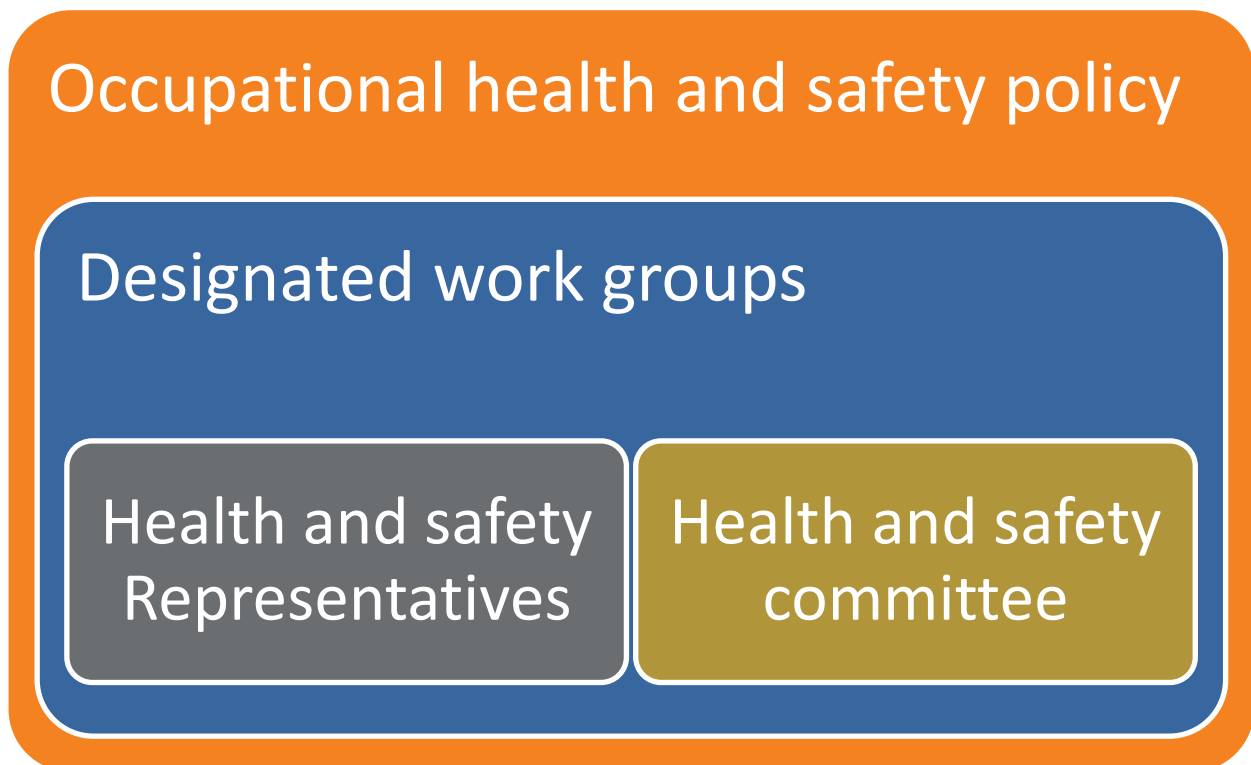 Occupational health and safety policy
Designated work groups
Health and safety
Representatives
Health and safety
committee